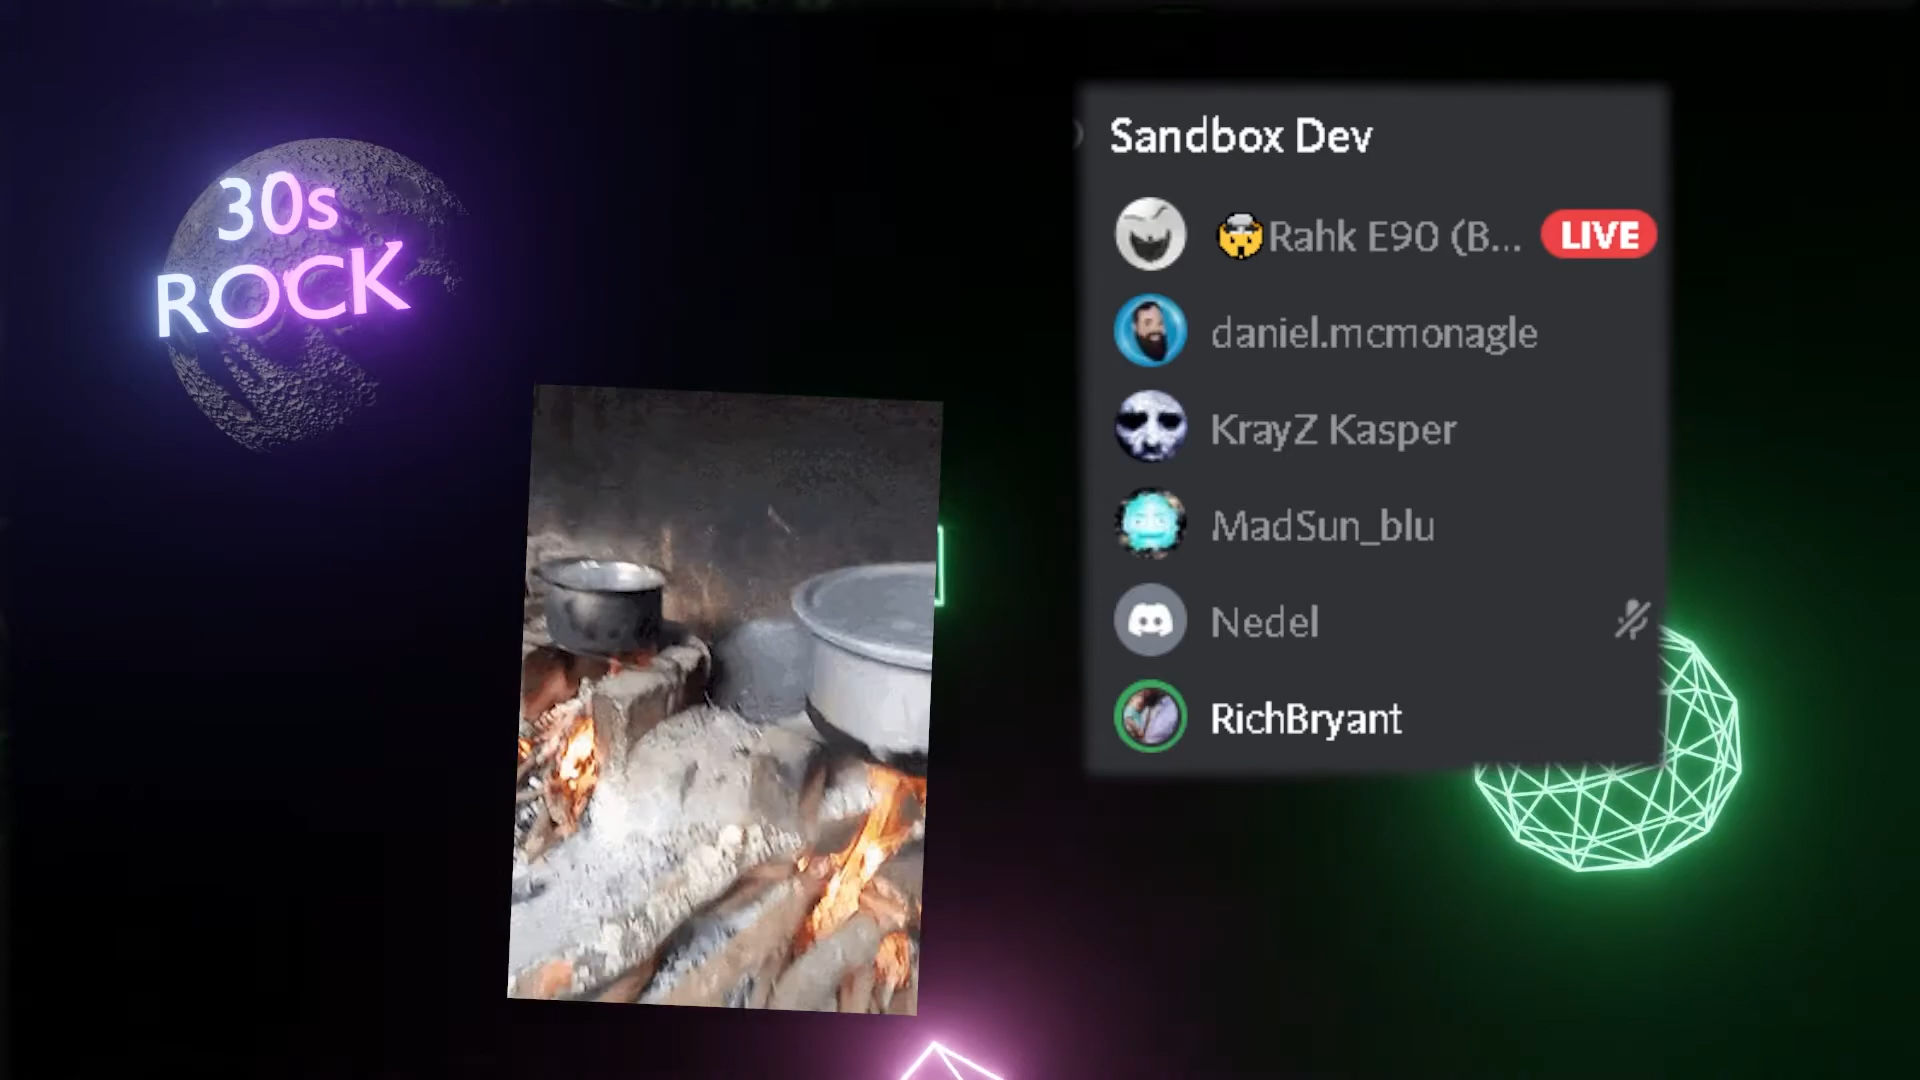 30s
ROCK
Sandbox Dev
Rahk E90 (B... LIVE
daniel.mcmonagle
KrayZ Kasper
MadSun_blu
Nedel
RichBryant